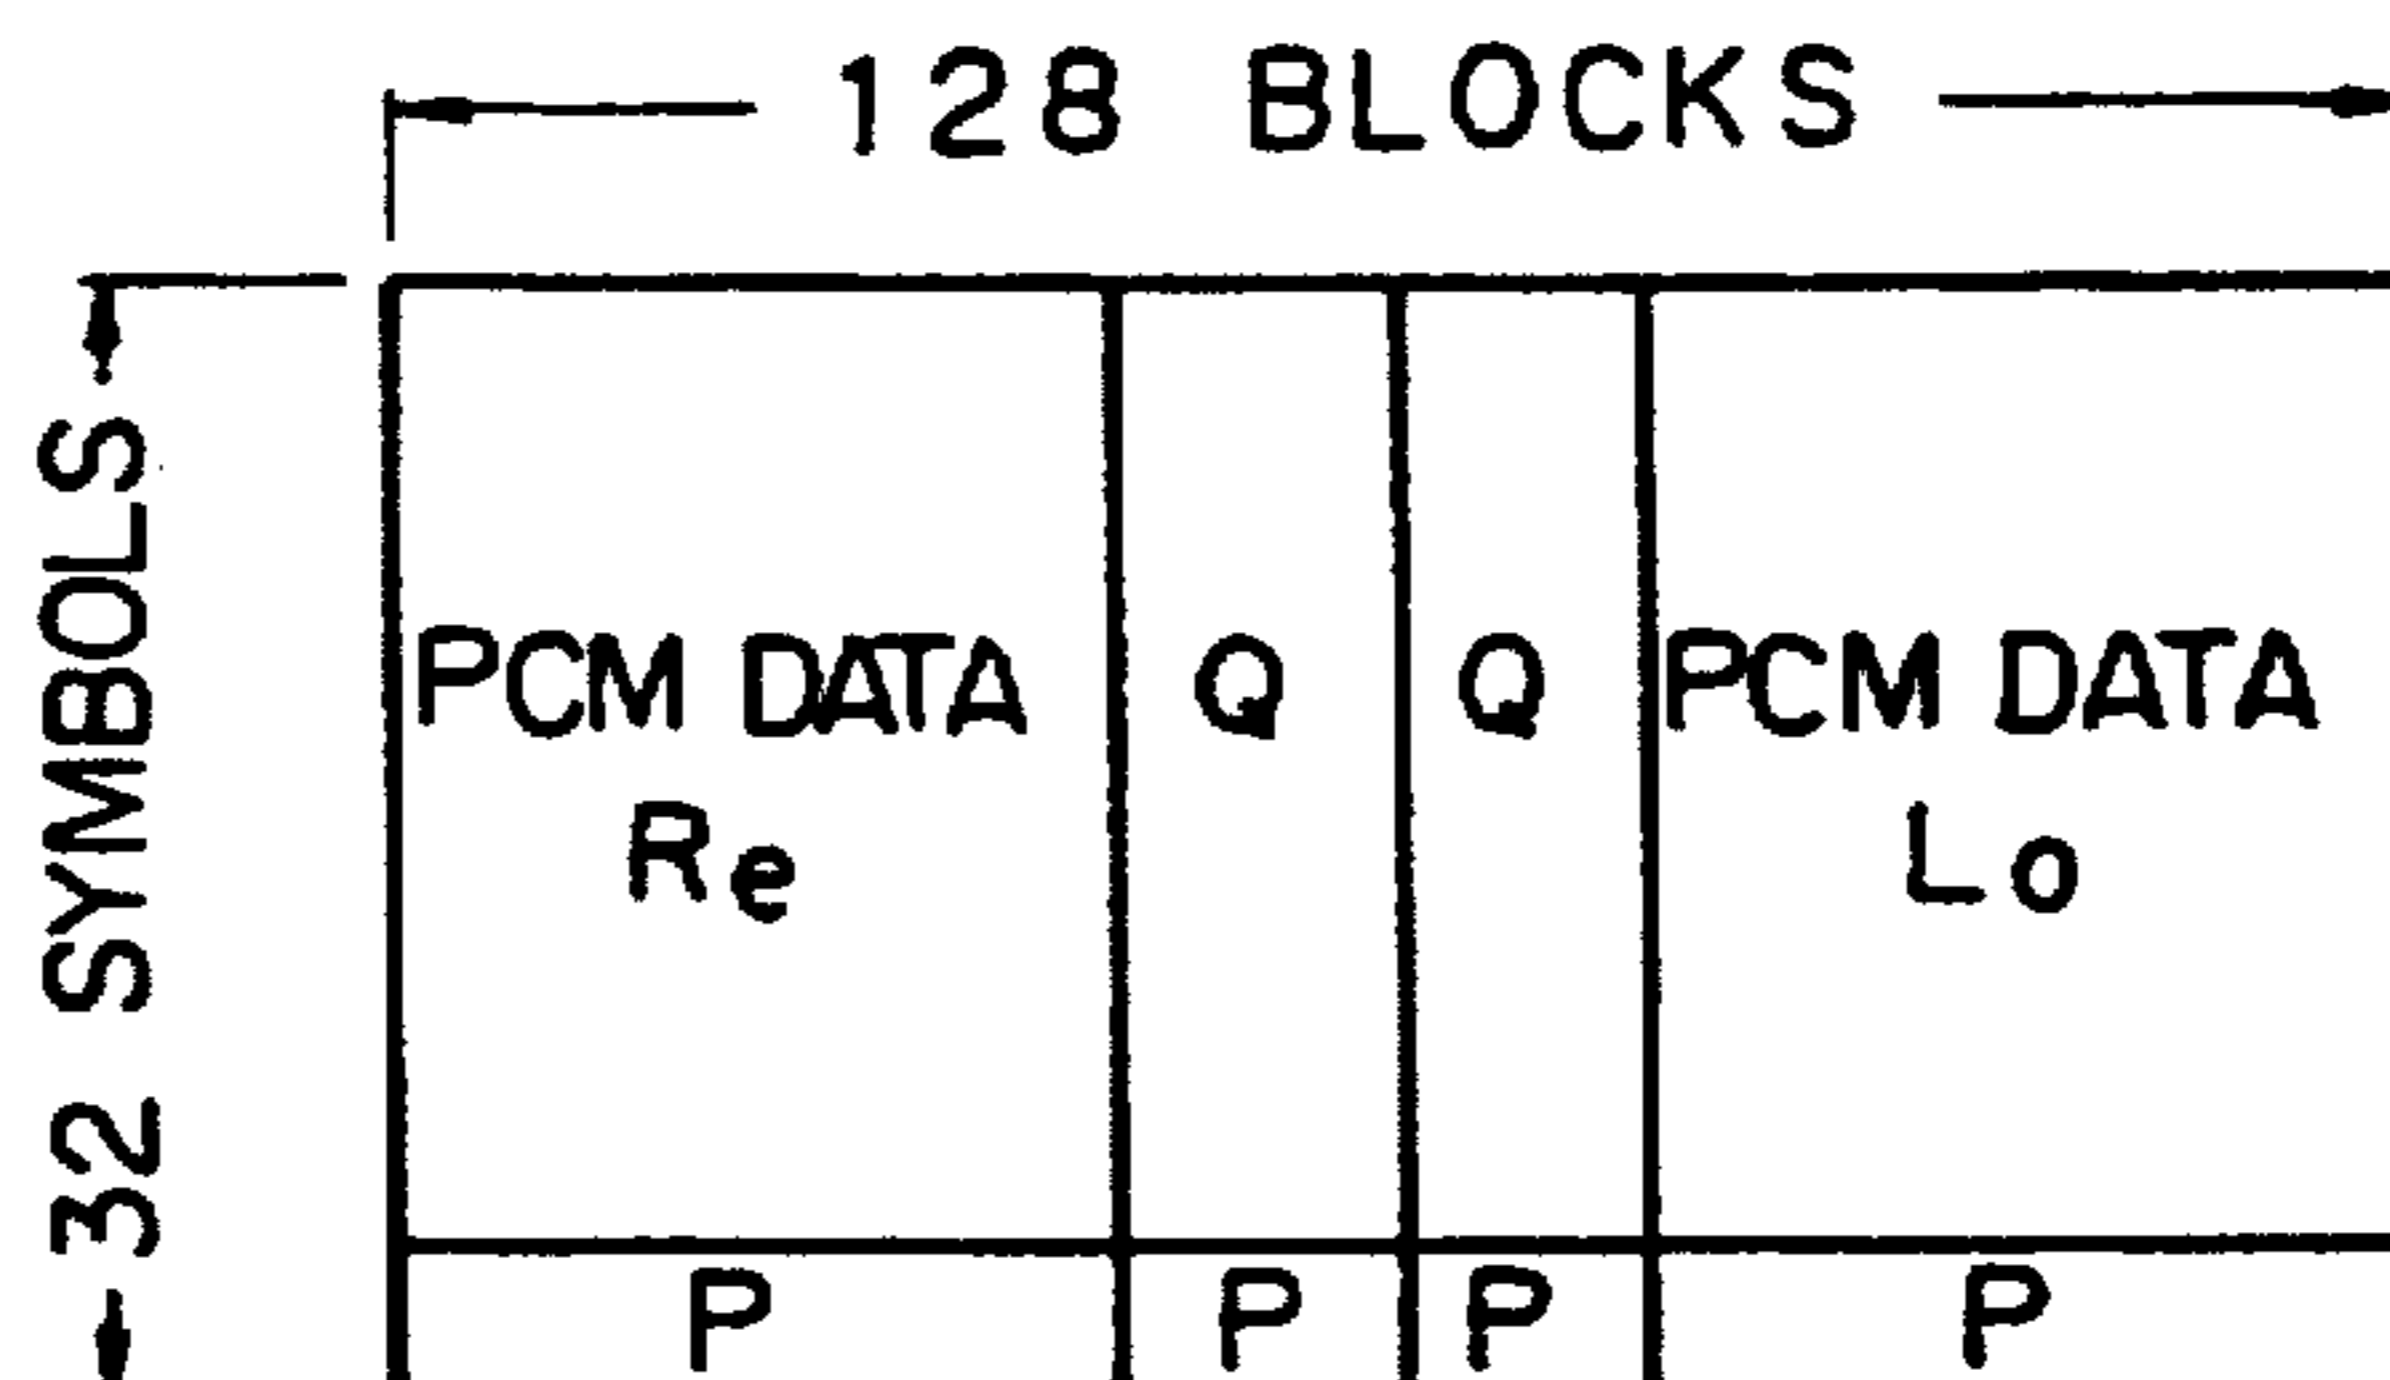 128 BLOCKS
32 SYMBOLS
PCM DATA Q Q PCM DATA
Re Lo
P P P P